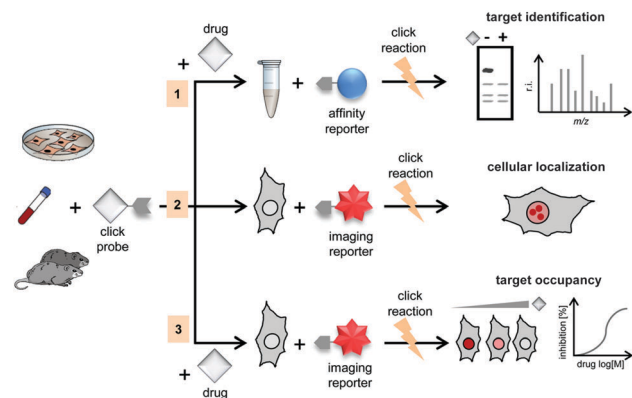 drug
+
1
+
affinity
reporter
click
reaction
target identification
- +
r.i.
m/z
+
click
probe
2
+
imaging
reporter
click
reaction
cellular localization
3
+
drug
+
imaging
reporter
click
reaction
target occupancy
inhibition [%]
drug log[M]